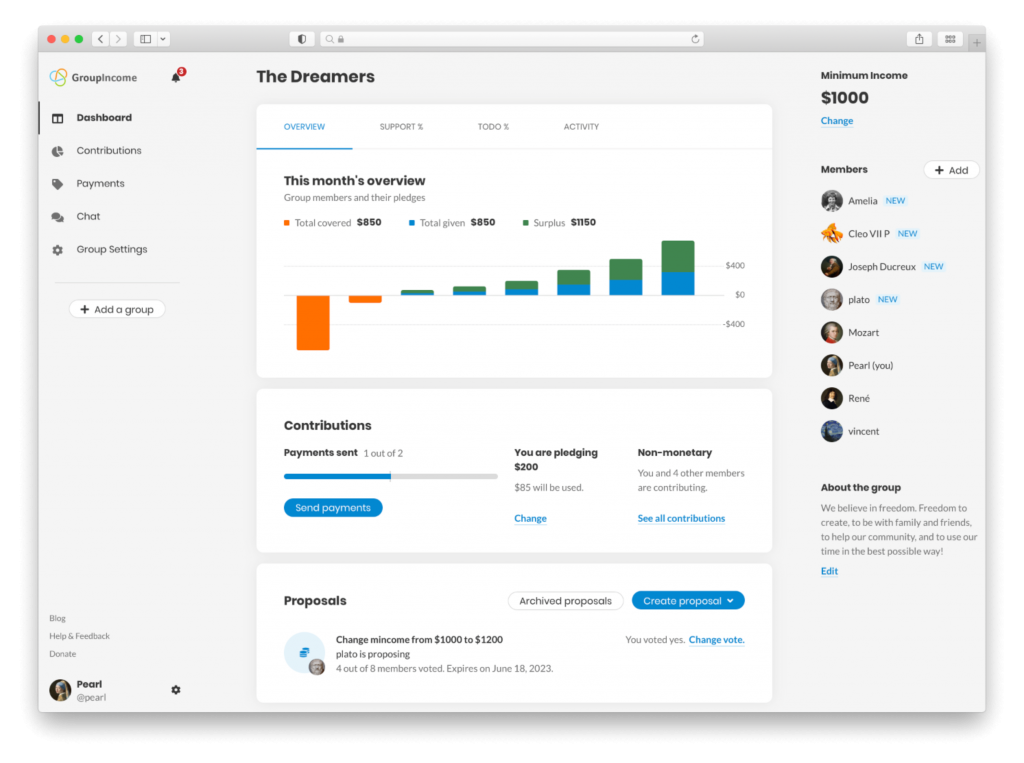 GroupIncome
3
Dashboard
Contributions
Payments
Chat
Group Settings
Add a group
Blog
Help & Feedback
Donate
Pearl
@pearl
The Dreamers
OVERVIEW
SUPPORT %
TODO %
ACTIVITY
This month's overview
Group members and their pledges
Total covered $850
Total given $850
Surplus $1150
$400
$0
-$400
Contributions
Payments sent 1 out of 2
Send payments
You are pledging
$200
$85 will be used.
Change
Non-monetary
You and 4 other members
are contributing.
See all contributions
Proposals
Archived proposals
Create proposal
Change mincome from $1000 to $1200
plato is proposing
4 out of 8 members voted. Expires on June 18, 2023.
You voted yes. Change vote.
Minimum Income
$1000
Change
Members
Add
Amelia NEW
Cleo VII P NEW
Joseph Ducreux NEW
plato NEW
Mozart
Pearl (you)
René
vincent
About the group
We believe in freedom. Freedom to
create, to be with family and friends,
to help our community, and to use our
time in the best possible way!
Edit